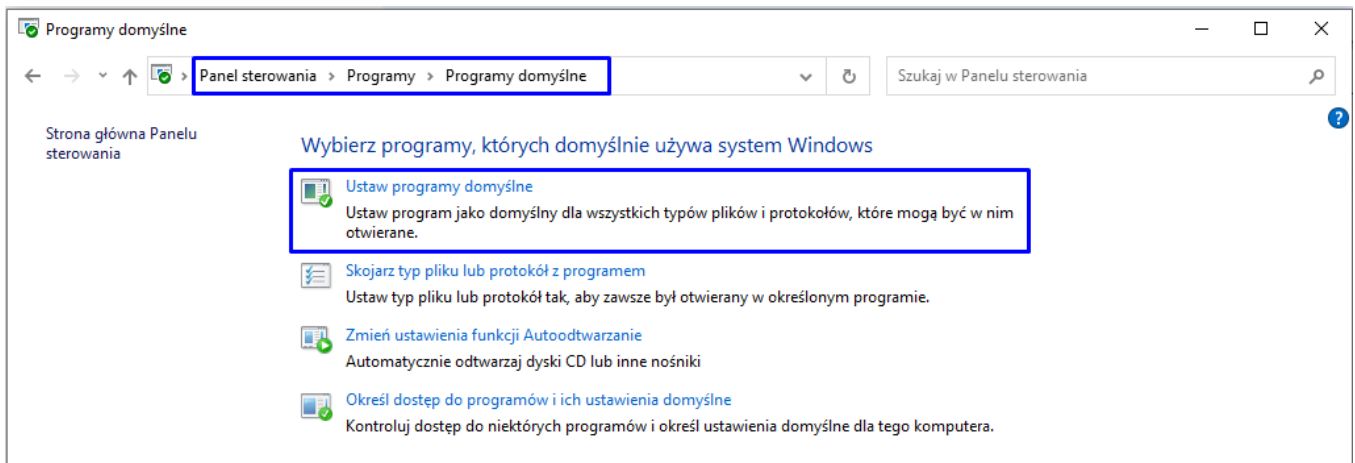 Programy domyślne
Panel sterowania > Programy > Programy domyślne
Szukaj w Panelu sterowania
?
Strona główna Panelu
sterowania
Wybierz programy, których domyślnie używa system Windows
Ustaw programy domyślne
Ustaw program jako domyślny dla wszystkich typów plików i protokołów, które mogą być w nim
otwierane.
Skojarz typ pliku lub protokół z programem
Ustaw typ pliku lub protokół tak, aby zawsze był otwierany w określonym programie.
Zmień ustawienia funkcji Autoodtwarzanie
Automatycznie odtwarzaj dyski CD lub inne nośniki
Określ dostęp do programów i ich ustawienia domyślne
Kontroluj dostęp do niektórych programów i określ ustawienia domyślne dla tego komputera.